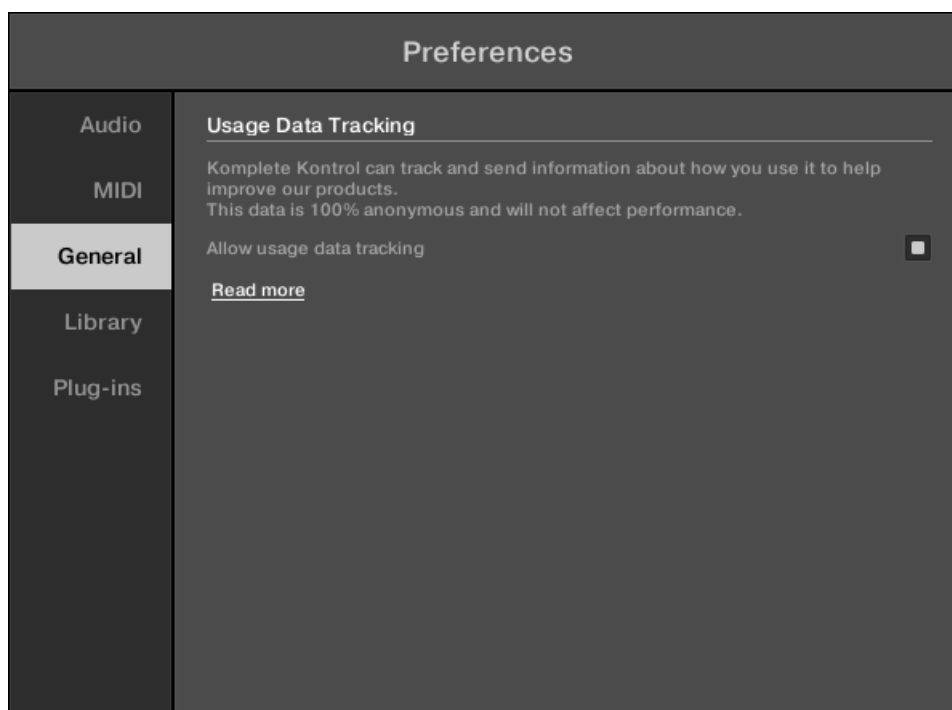 Preferences
Audio
MIDI
General
Library
Plug-ins
Usage Data Tracking
Komplete Kontrol can track and send information about how you use it to help
improve our products.
This data is 100% anonymous and will not affect performance.
Allow usage data tracking
Read more